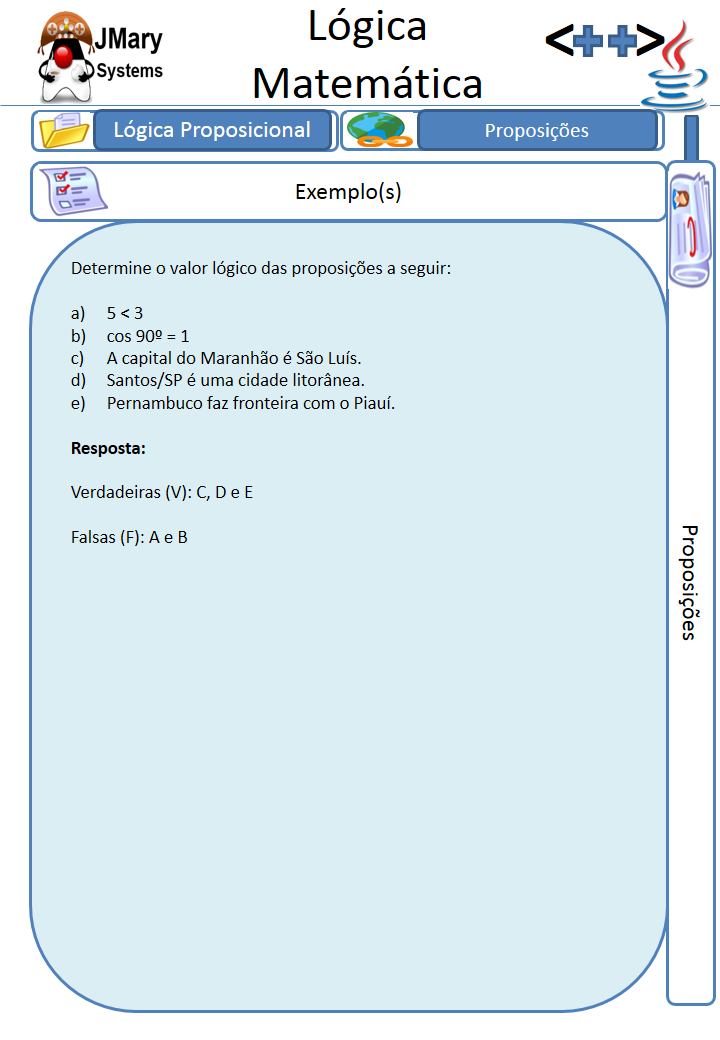 JMary
Systems
Lógica
Matemática
<++>
Lógica Proposicional
Proposições
Exemplo(s)
Determine o valor lógico das proposições a seguir:
a) 5 < 3
b) cos 90º = 1
c) A capital do Maranhão é São Luís.
d) Santos/SP é uma cidade litorânea.
e) Pernambuco faz fronteira com o Piauí.
Resposta:
Verdadeiras (V): C, D e E
Falsas (F): A e B
Proposições